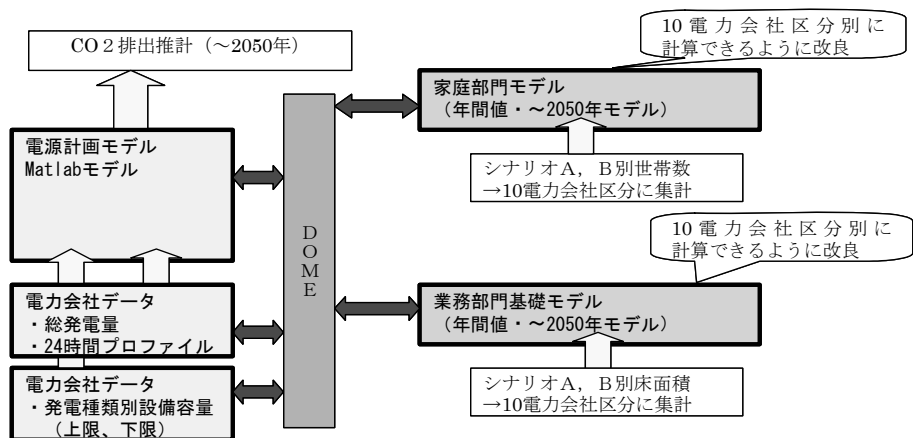 CO２排出推計（～2050年）
電源計画モデル
Matlabモデル
電力会社データ
・総発電量
・24時間プロファイル
電力会社データ
・発電種類別設備容量
（上限、下限）
DOME
10電力会社区分別に
計算できるように改良
家庭部門モデル
（年間値・～2050年モデル）
シナリオA，B別世帯数
→10電力会社区分に集計
10電力会社区分別に
計算できるように改良
業務部門基礎モデル
（年間値・～2050年モデル）
シナリオA，B別床面積
→10電力会社区分に集計